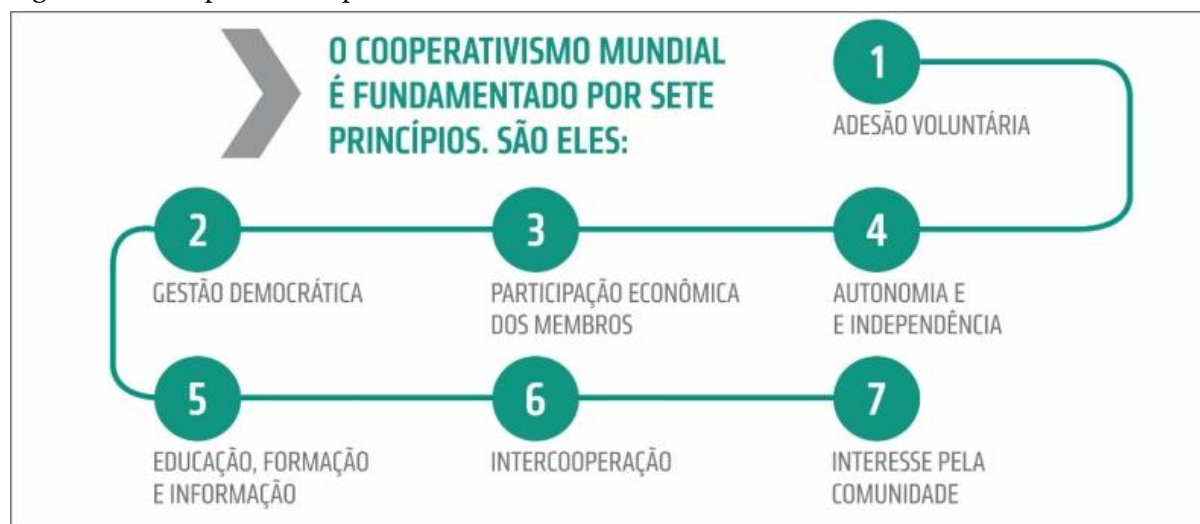 O COOPERATIVISMO MUNDIAL
É FUNDAMENTADO POR SETE
PRINCÍPIOS. SÃO ELES:
1
ADESÃO VOLUNTÁRIA
2
GESTÃO DEMOCRÁTICA
3
PARTICIPAÇÃO ECONÔMICA
DOS MEMBROS
4
AUTONOMIA E
E INDEPENDÊNCIA
5
EDUCAÇÃO, FORMAÇÃO
E INFORMAÇÃO
6
INTERCOOPERAÇÃO
7
INTERESSE PELA
COMUNIDADE